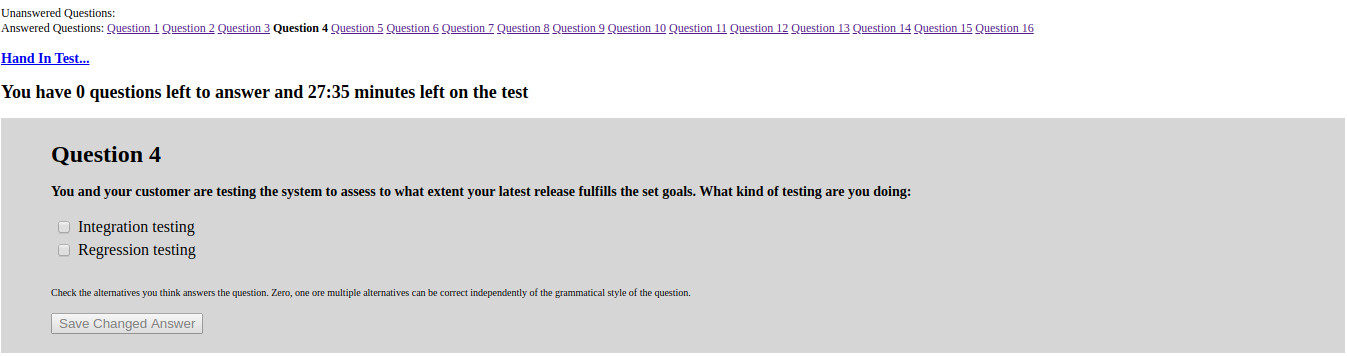 Unanswered Questions:
Answered Questions: Question 1 Question 2 Question 3 Question 4 Question 5 Question 6 Question 7 Question 8 Question 9 Question 10 Question 11 Question 12 Question 13 Question 14 Question 15 Question 16
Hand In Test...
You have 0 questions left to answer and 27:35 minutes left on the test
Question 4
You and your customer are testing the system to assess to what extent your latest release fulfills the set goals. What kind of testing are you doing:
Integration testing
Regression testing
Check the alternatives you think answers the question. Zero, one ore multiple alternatives can be correct independently of the grammatical style of the question.
Save Changed Answer